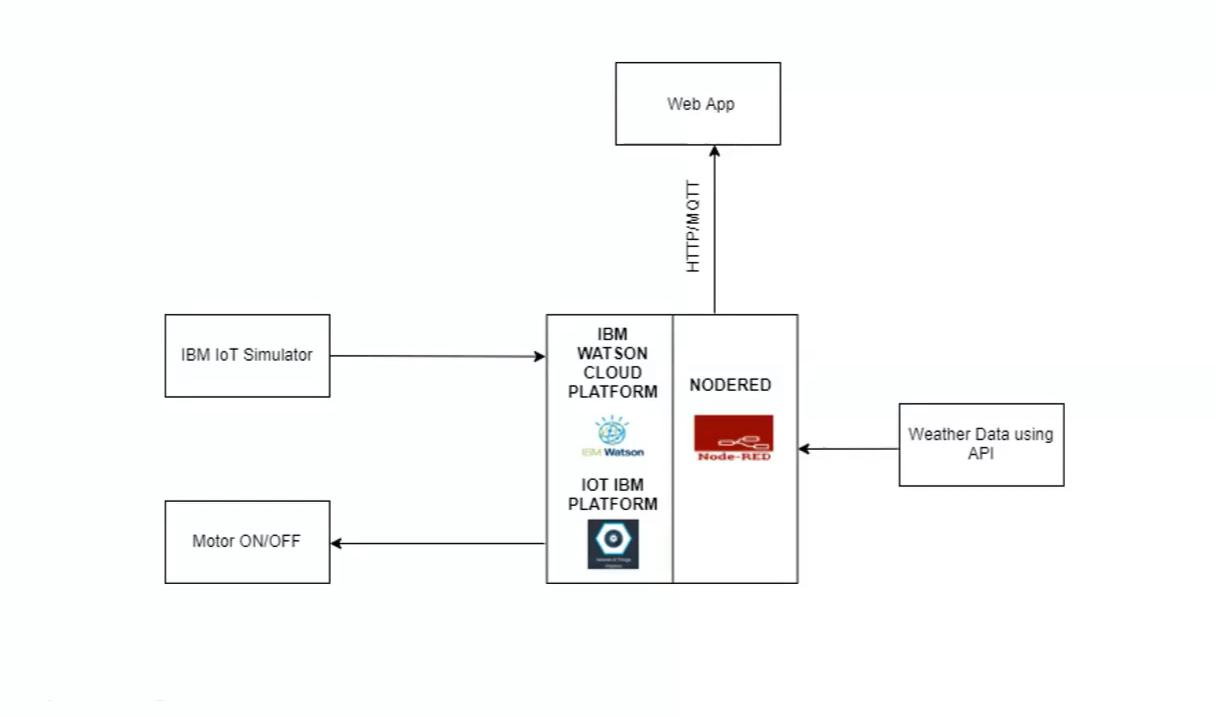 Web App
HTTP/MQTT
IBM IoT Simulator
IBM
WATSON
CLOUD
PLATFORM
IBM Watson
IOT IBM
PLATFORM
NODERED
Node-RED
Weather Data using
API
Motor ON/OFF